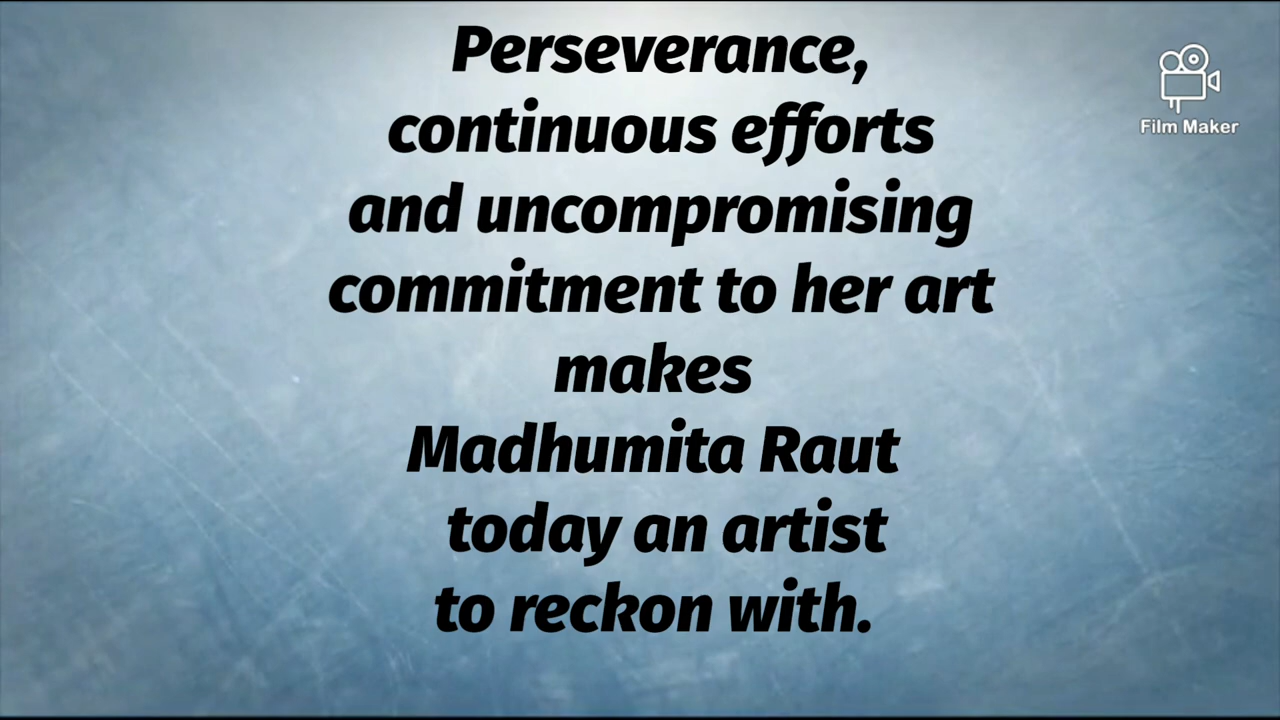 Perseverance,
continuous efforts
and uncompromising
commitment to her art
makes
Madhumita Raut
today an artist
to reckon with.
Film Maker